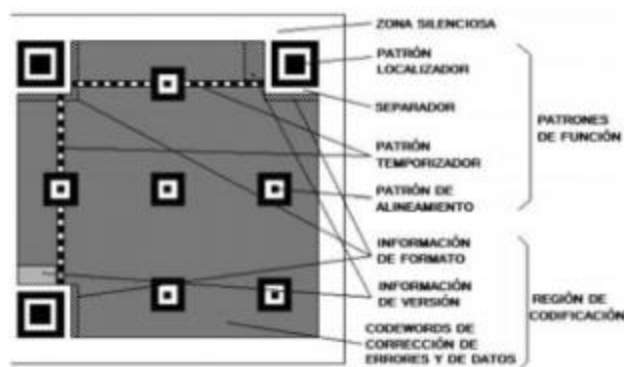 ZONA SILENCIOSA
PATRÓN
LOCALIZADOR
SEPARADOR
PATRONES
DE FUNCIÓN
PATRÓN
TEMPORIZADOR
PATRÓN DE
ALINEAMIENTO
INFORMACIÓN
DE FORMATO
INFORMACIÓN
DE VERSIÓN
REGIÓN DE
CODIFICACIÓN
CODEWORDS DE
CORRECCIÓN DE
ERRORES Y DE DATOS